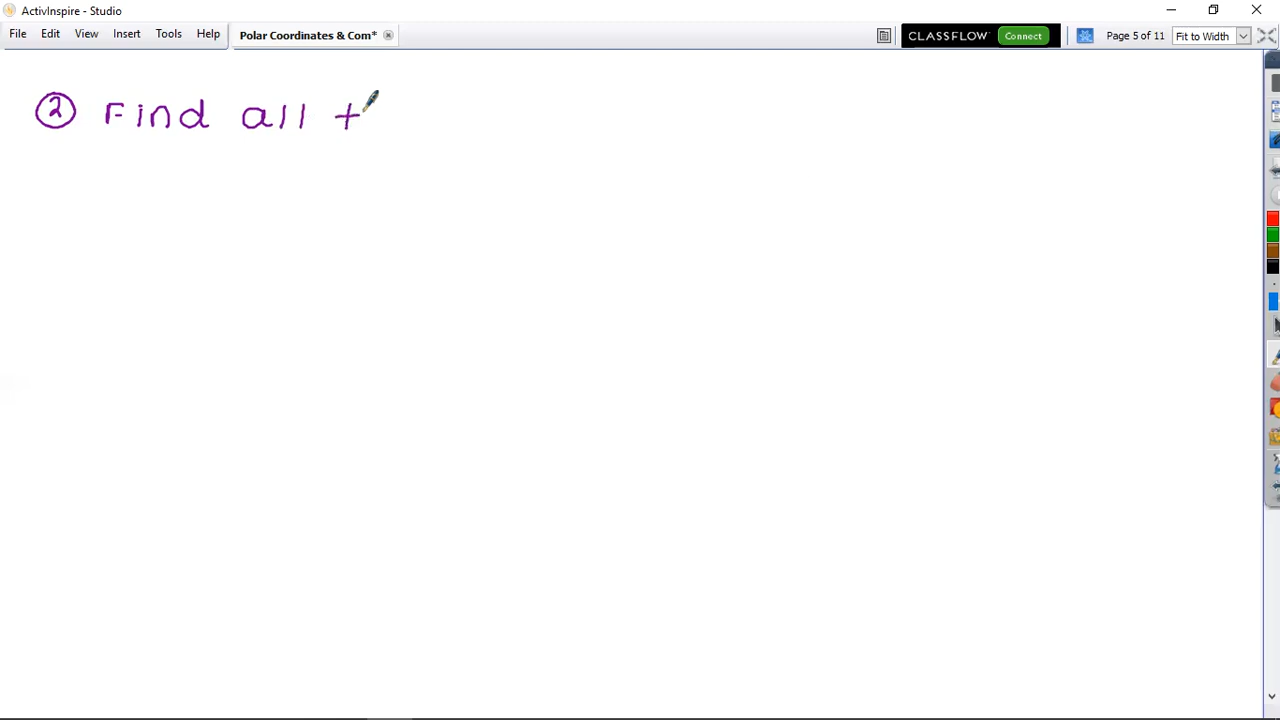 ActivInspire - Studio
File Edit View Insert Tools Help Polar Coordinates & Com* CLASSFLOW Connect Page 5 of 11 Fit to Width
② Find all t